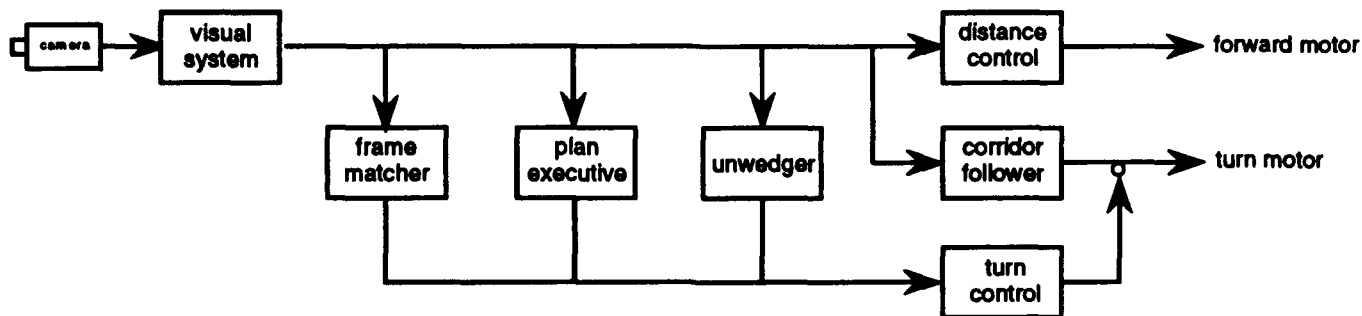 camera
visual
system
distance
control
forward motor
frame
matcher
plan
executive
unwedger
corridor
follower
turn motor
turn
control